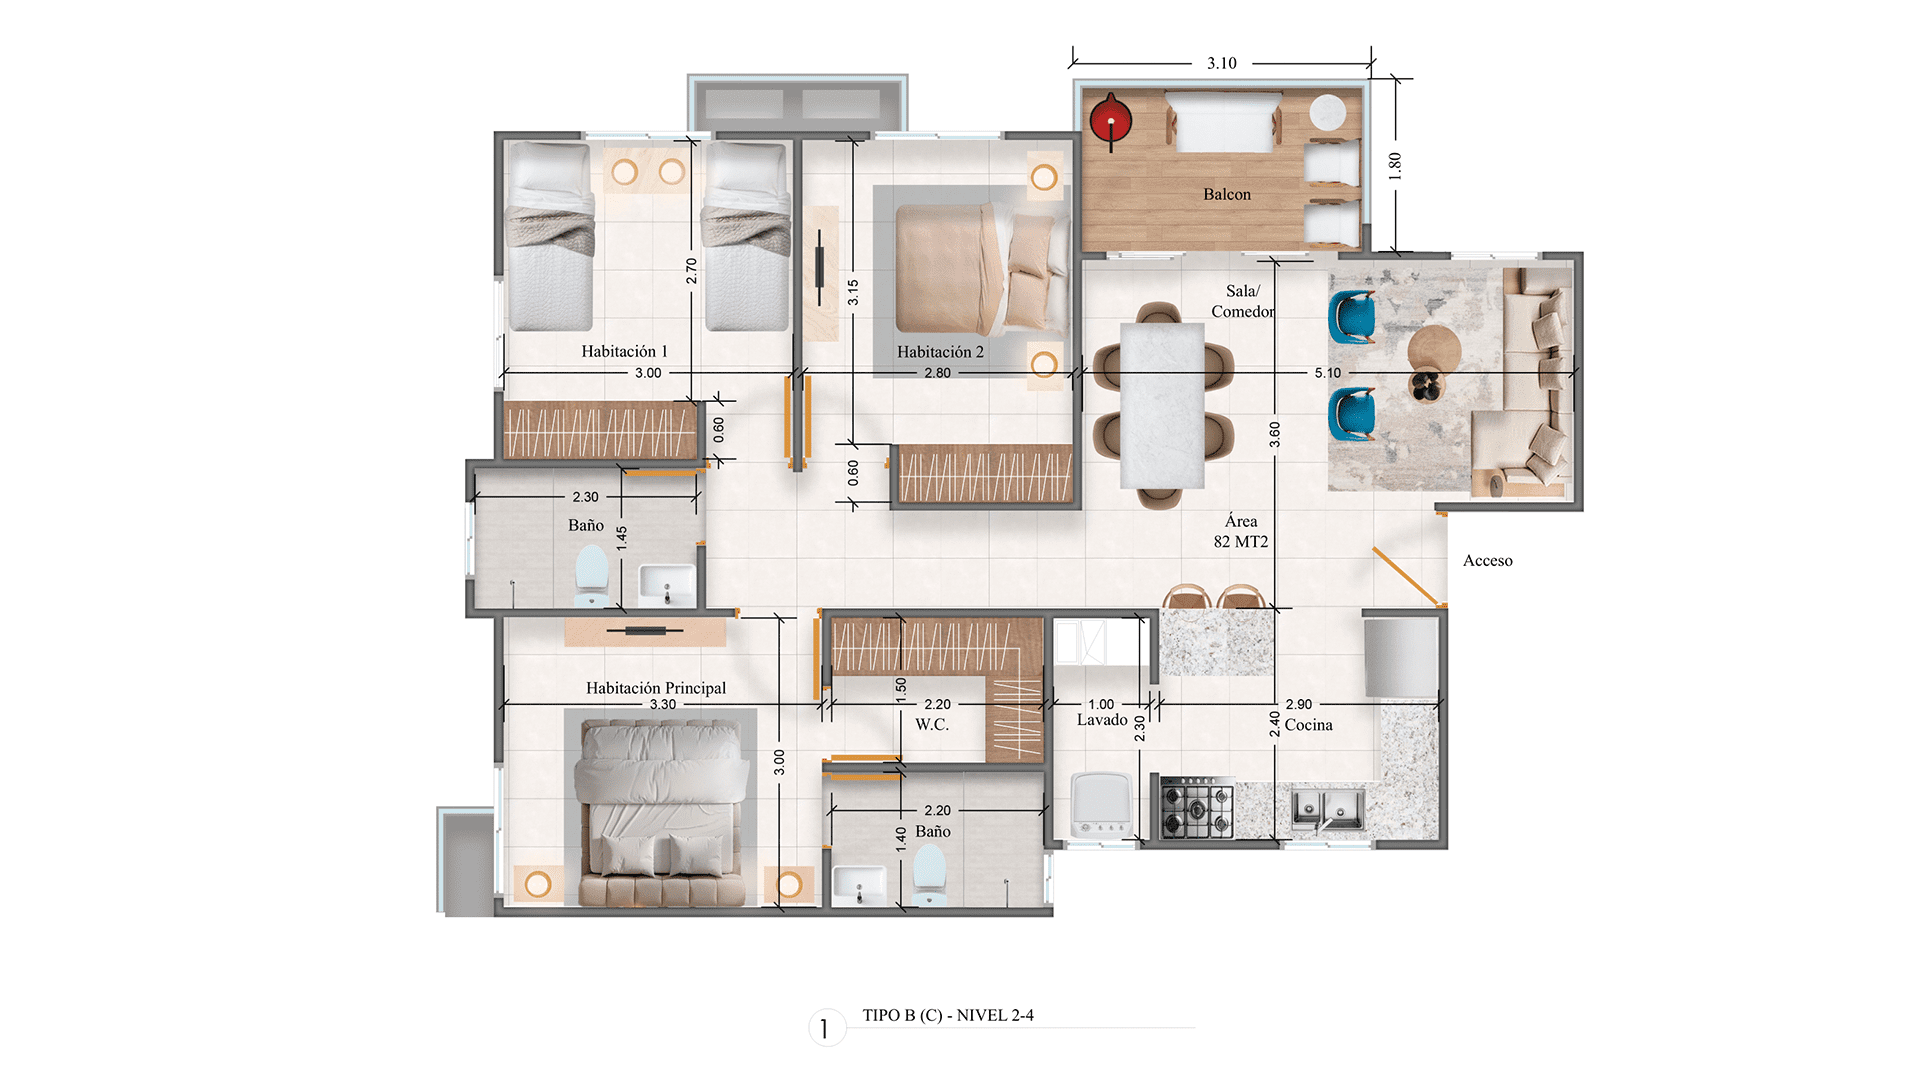 3.10
1.80
Balcon
2.70
3.15
Sala/
Comedor
Habitación 1
Habitación 2
3.00
2.80
5.10
0.60
3.60
0.60
2.30
Baño
1.45
Área
82 MT2
Acceso
Habitación Principal
3.30
1.50
2.20
W.C.
1.00
Lavado
2.30
2.90
2.40
Cocina
3.00
2.20
Baño
1.40
1
TIPO B (C) - NIVEL 2-4